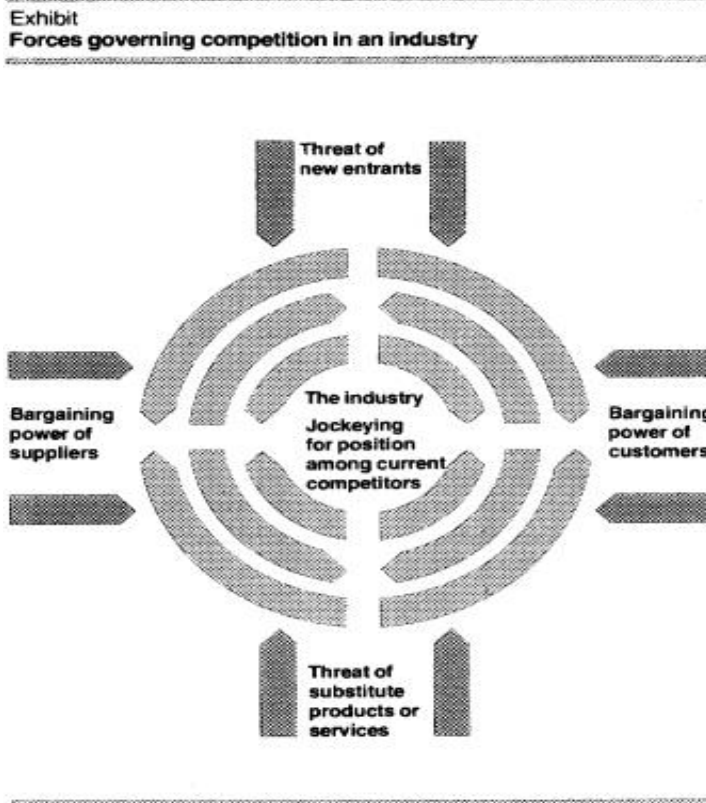 Exhibit
Forces governing competition in an industry
Threat of
new entrants
Bargaining
power of
suppliers
The industry
Jockeying
for position
among current
competitors
Bargaining
power of
customers
Threat of
substitute
products or
services